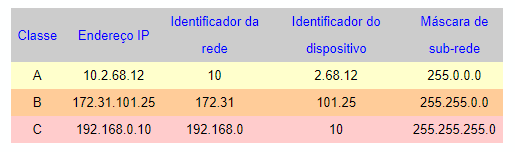 Classe Endereço IP Identificador da rede Identificador do dispositivo Máscara de sub-rede
A 10.2.68.12 10 2.68.12 255.0.0.0
B 172.31.101.25 172.31 101.25 255.255.0.0
C 192.168.0.10 192.168.0 10 255.255.255.0